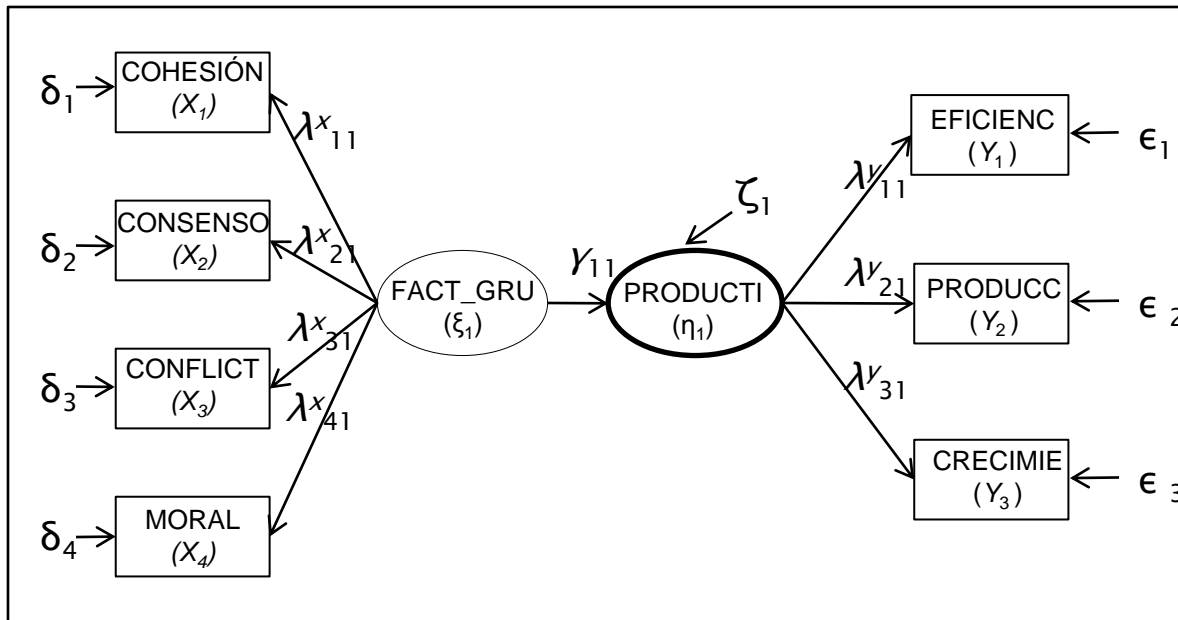 δ₁
COHESIÓN
(X₁)
λˣ₁₁
δ₂
CONSENSO
(X₂)
λˣ₂₁
δ₃
CONFLICT
(X₃)
λˣ₃₁
δ₄
MORAL
(X₄)
λˣ₄₁
FACT_GRU
(ξ₁)
γ₁₁
ζ₁
PRODUCTI
(η₁)
λʸ₁₁
EFICIENC
(Y₁)
ϵ₁
λʸ₂₁
PRODUCC
(Y₂)
ϵ ₂
λʸ₃₁
CRECIMIE
(Y₃)
ϵ ₃